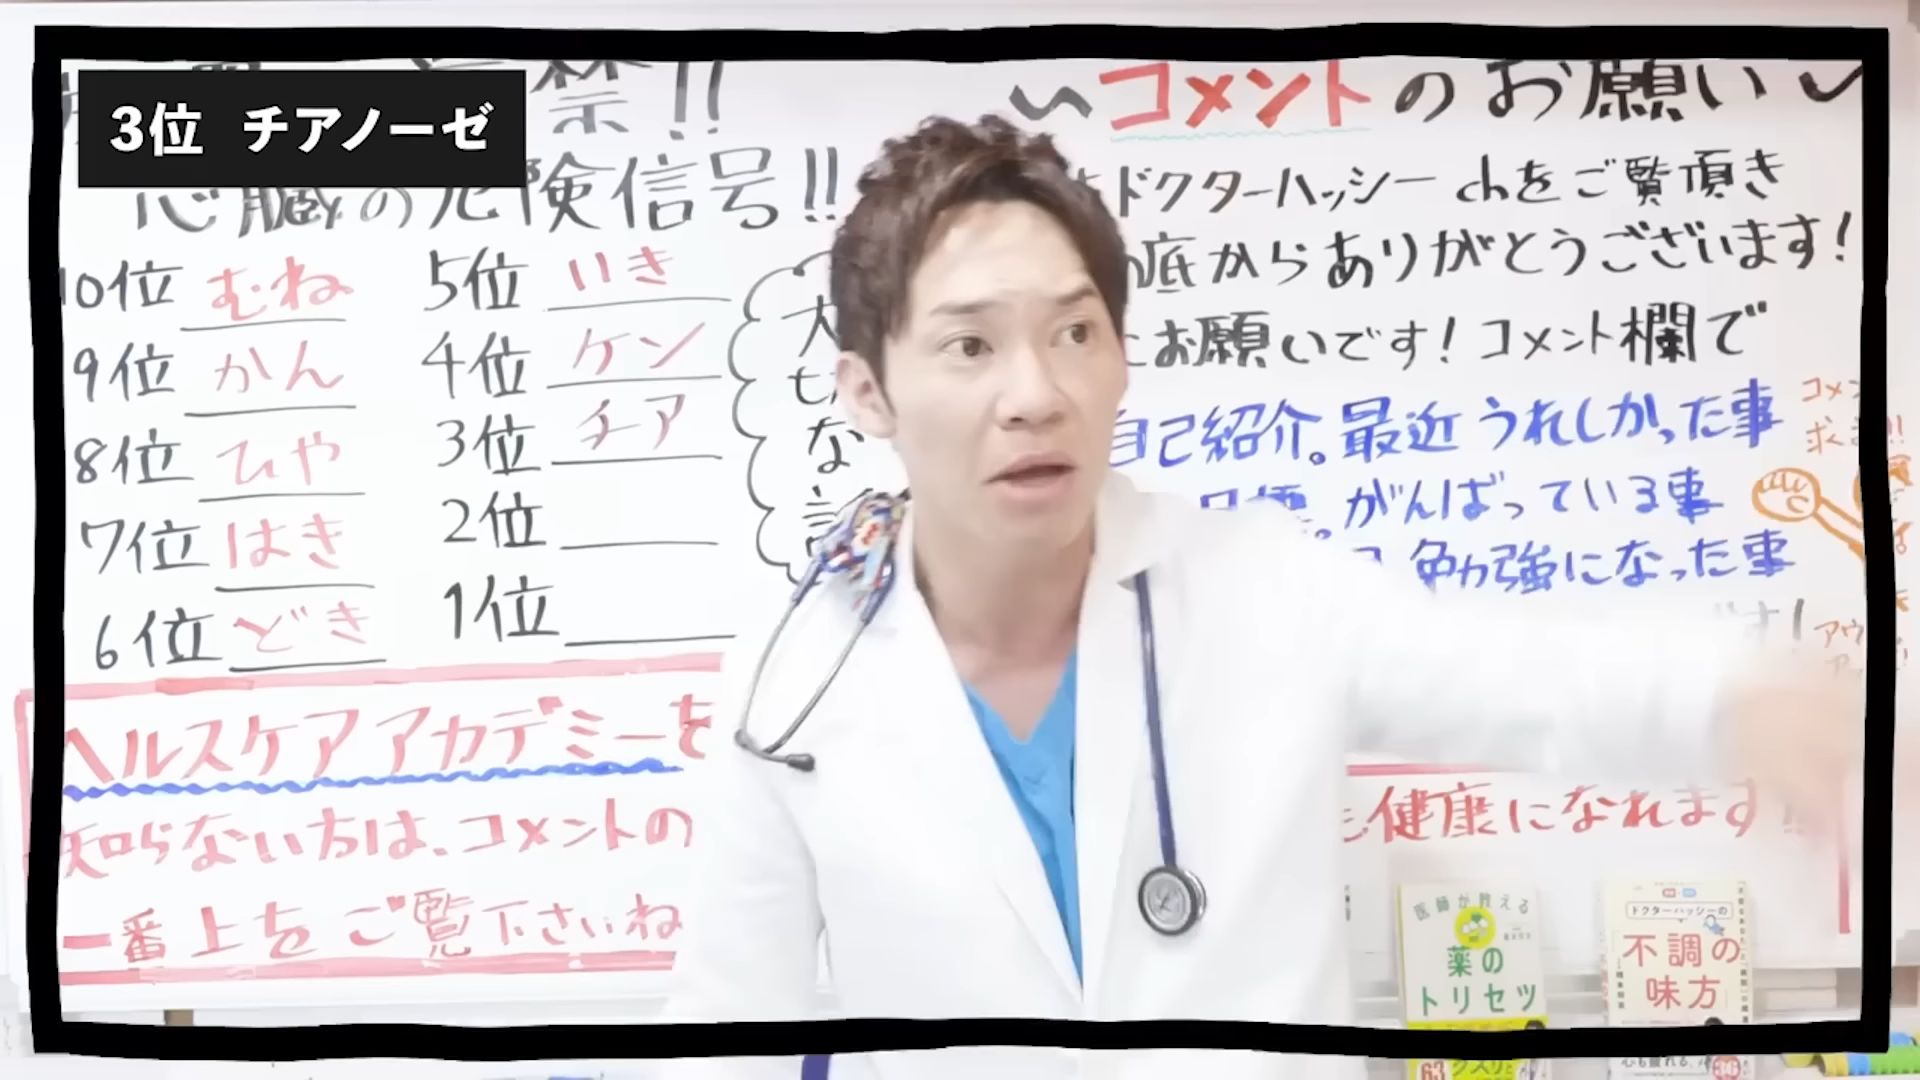 3位 チアノーゼ
禁!!
心臓の危険信号!!
10位 むね
9位 かん
8位 ひや
7位 はき
6位 どき
5位 いき
4位 ケン
3位 チア
2位
1位
ヘルスケアアカデミーを
知らない方は、コメントの
一番上をご覧下さいね
コメントのお願い
ドクターハッシーchをご覧頂き
の底からありがとうございます!
お願いです!コメント欄で
自己紹介。最近うれしかった事
目標。がんばっている事
勉強になった事
も健康になれます
医師が教える
薬の
トリセツ
63
ドクターハッシーの
不調の
味方
36